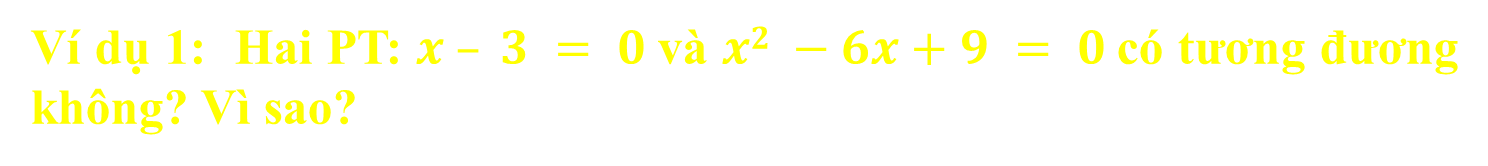 Ví dụ 1: Hai PT: x – 3 = 0 và x² − 6x + 9 = 0 có tương đương
không? Vì sao?